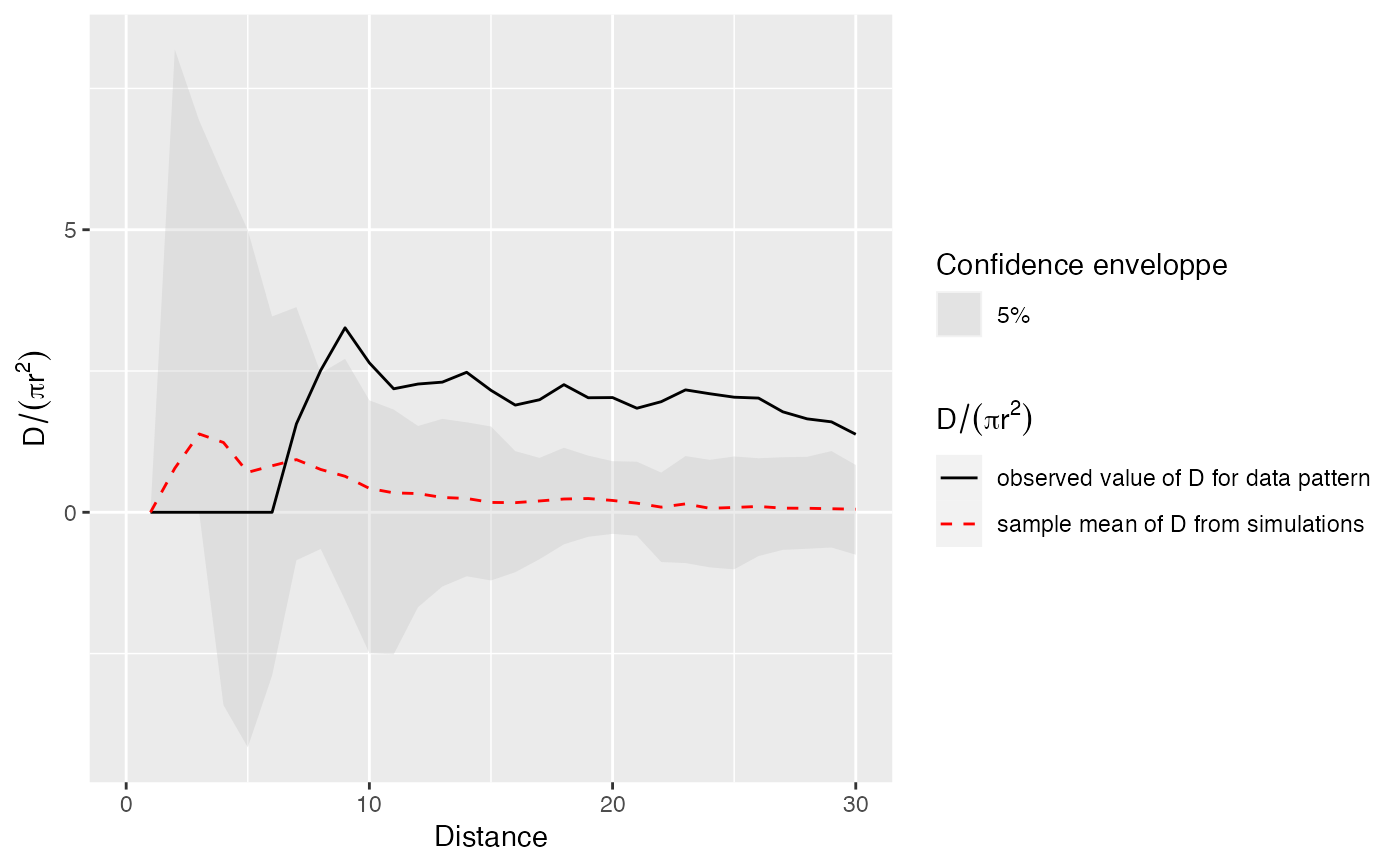 5
0
D/(πr²)
0 10 20 30
Distance
Confidence enveloppe
5%
D/(πr²)
observed value of D for data pattern
sample mean of D from simulations